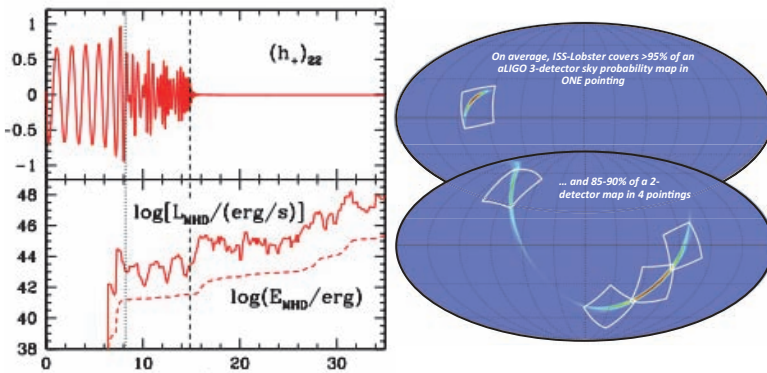 1
0.5
0
-0.5
-1
(h+)22
48
46
44
42
40
38
log[LMHD/(erg/s)]
log(EMHD/erg)
0 10 20 30
On average, ISS-Lobster covers >95% of an
aLIGO 3-detector sky probability map in
ONE pointing
... and 85-90% of a 2-
detector map in 4 pointings